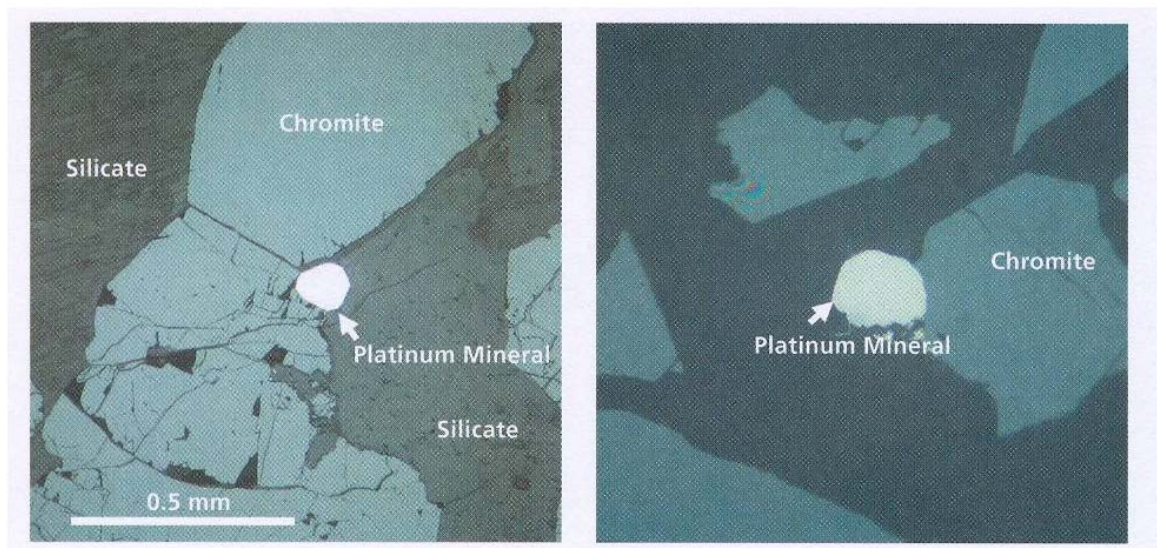 Chromite
Silicate
Platinum Mineral
Silicate
0.5 mm
Chromite
Platinum Mineral